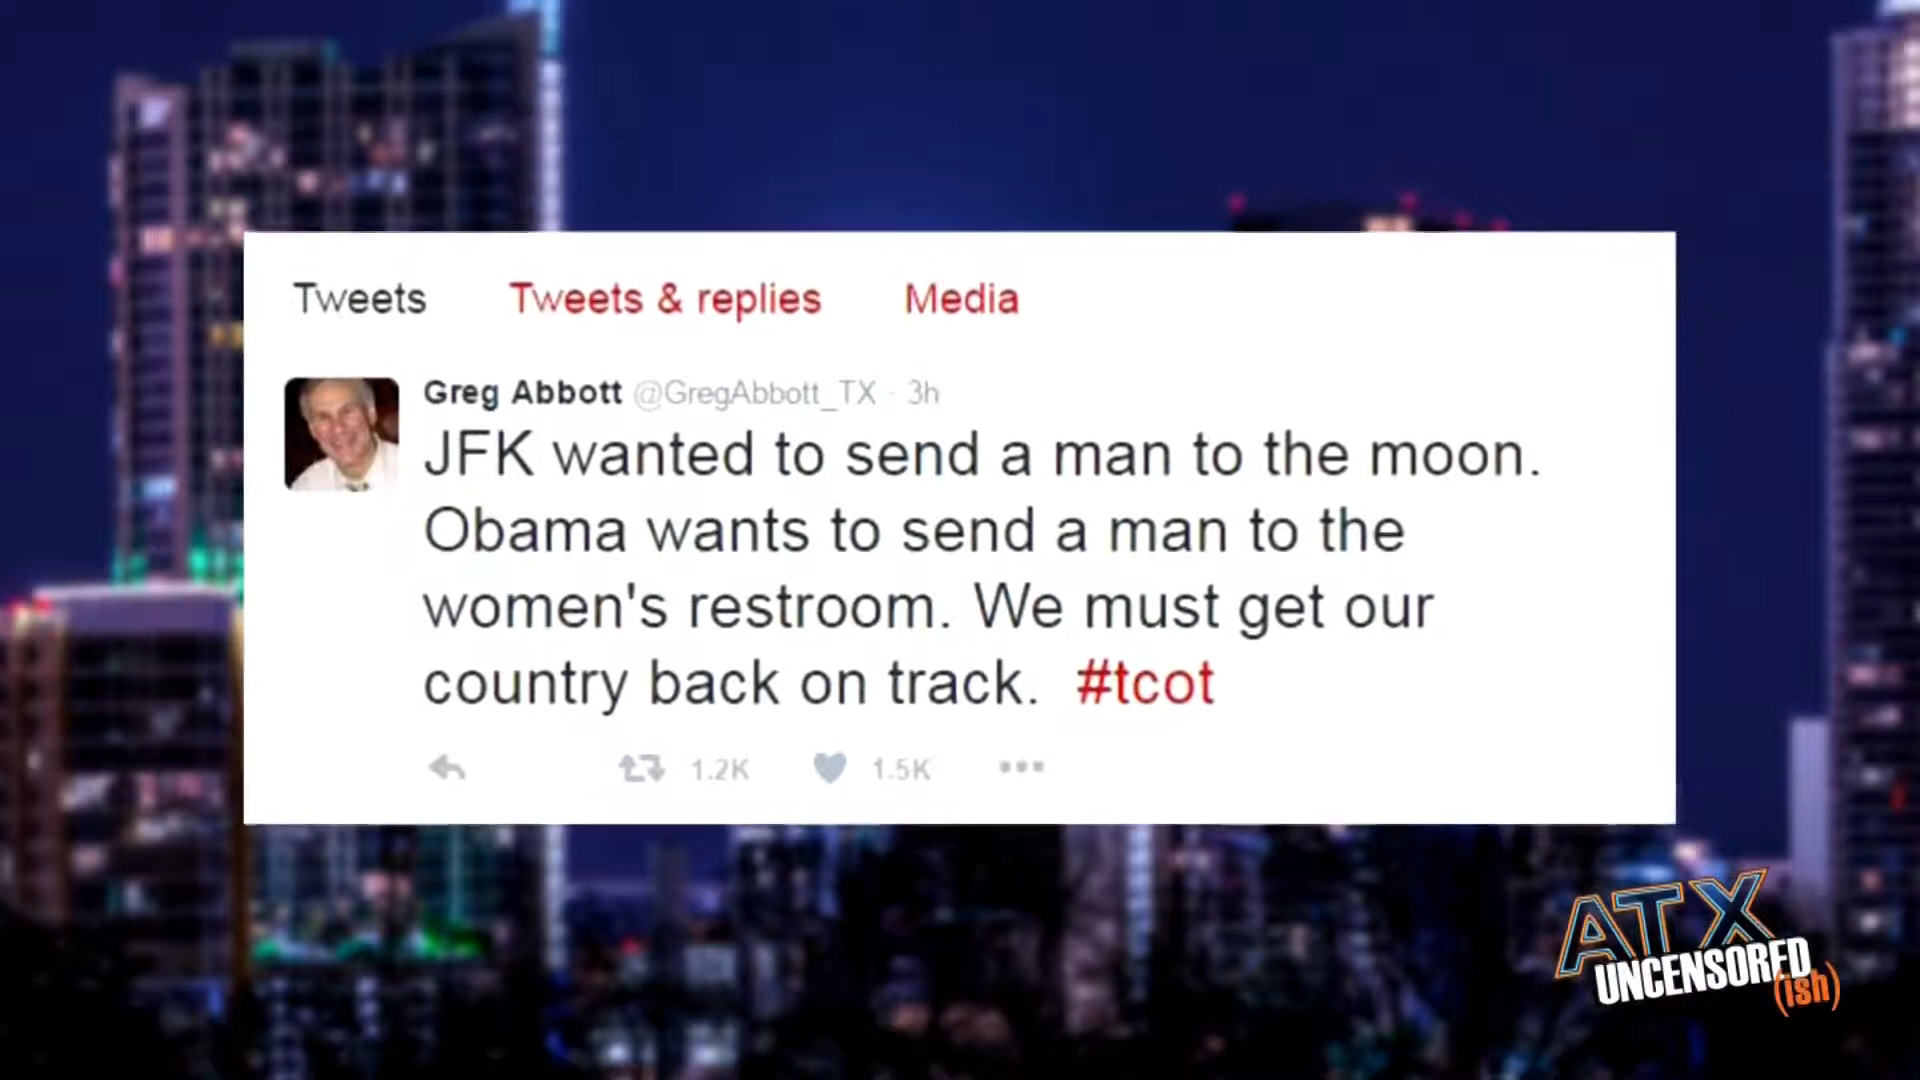 Tweets Tweets & replies Media
Greg Abbott @GregAbbott_TX · 3h
JFK wanted to send a man to the moon.
Obama wants to send a man to the
women's restroom. We must get our
country back on track. #tcot
1.2K 1.5K
ATX
UNCENSORED
(ish)